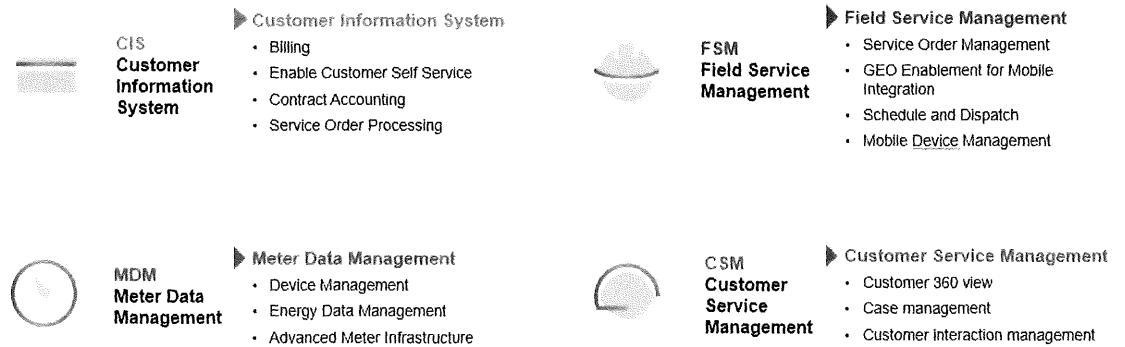 CIS
Customer
Information
System
Customer Information System
• Billing
• Enable Customer Self Service
• Contract Accounting
• Service Order Processing
FSM
Field Service
Management
Field Service Management
• Service Order Management
• GEO Enablement for Mobile
Integration
• Schedule and Dispatch
• Mobile Device Management
MDM
Meter Data
Management
Meter Data Management
• Device Management
• Energy Data Management
• Advanced Meter Infrastructure
CSM
Customer
Service
Management
Customer Service Management
• Customer 360 view
• Case management
• Customer interaction management